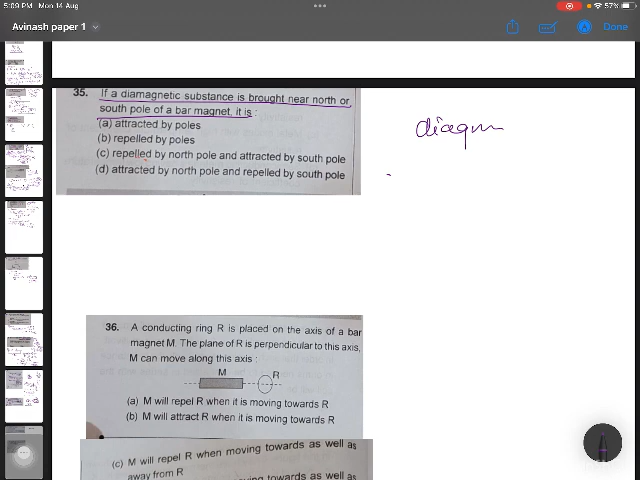 5:09 PM Mon 14 Aug
57%
Avinash paper 1
Done
35. If a diamagnetic substance is brought near north or
south pole of a bar magnet, it is :
(a) attracted by poles
(b) repelled by poles
(c) repelled by north pole and attracted by south pole
(d) attracted by north pole and repelled by south pole
diagm
36. A conducting ring R is placed on the axis of a bar
magnet M. The plane of R is perpendicular to this axis,
M can move along this axis :
M
R
(a) M will repel R when it is moving towards R
(b) M will attract R when it is moving towards R
(c) M will repel R when moving towards as well as
away from R
towards as well as